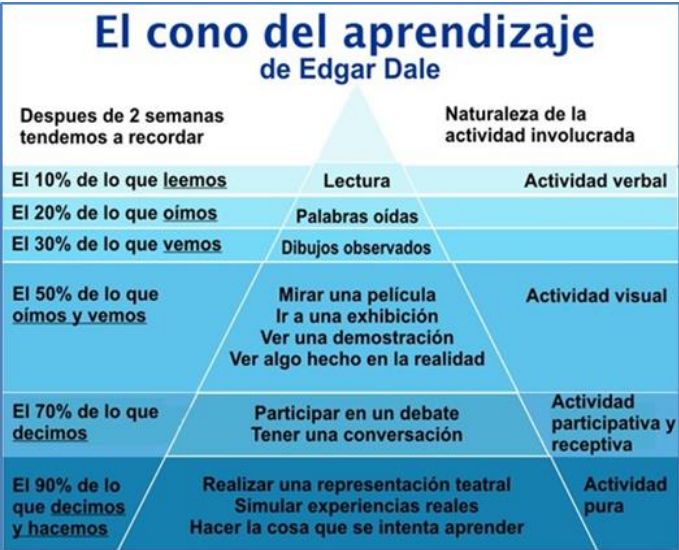 El cono del aprendizaje
de Edgar Dale
Despues de 2 semanas
tendemos a recordar
Naturaleza de la
actividad involucrada
El 10% de lo que leemos
Lectura
Actividad verbal
El 20% de lo que oímos
Palabras oídas
El 30% de lo que vemos
Dibujos observados
El 50% de lo que
oímos y vemos
Mirar una película
Ir a una exhibición
Ver una demostración
Ver algo hecho en la realidad
Actividad visual
El 70% de lo que
decimos
Participar en un debate
Tener una conversación
Actividad
participativa y
receptiva
El 90% de lo
que decimos
y hacemos
Realizar una representación teatral
Simular experiencias reales
Hacer la cosa que se intenta aprender
Actividad
pura